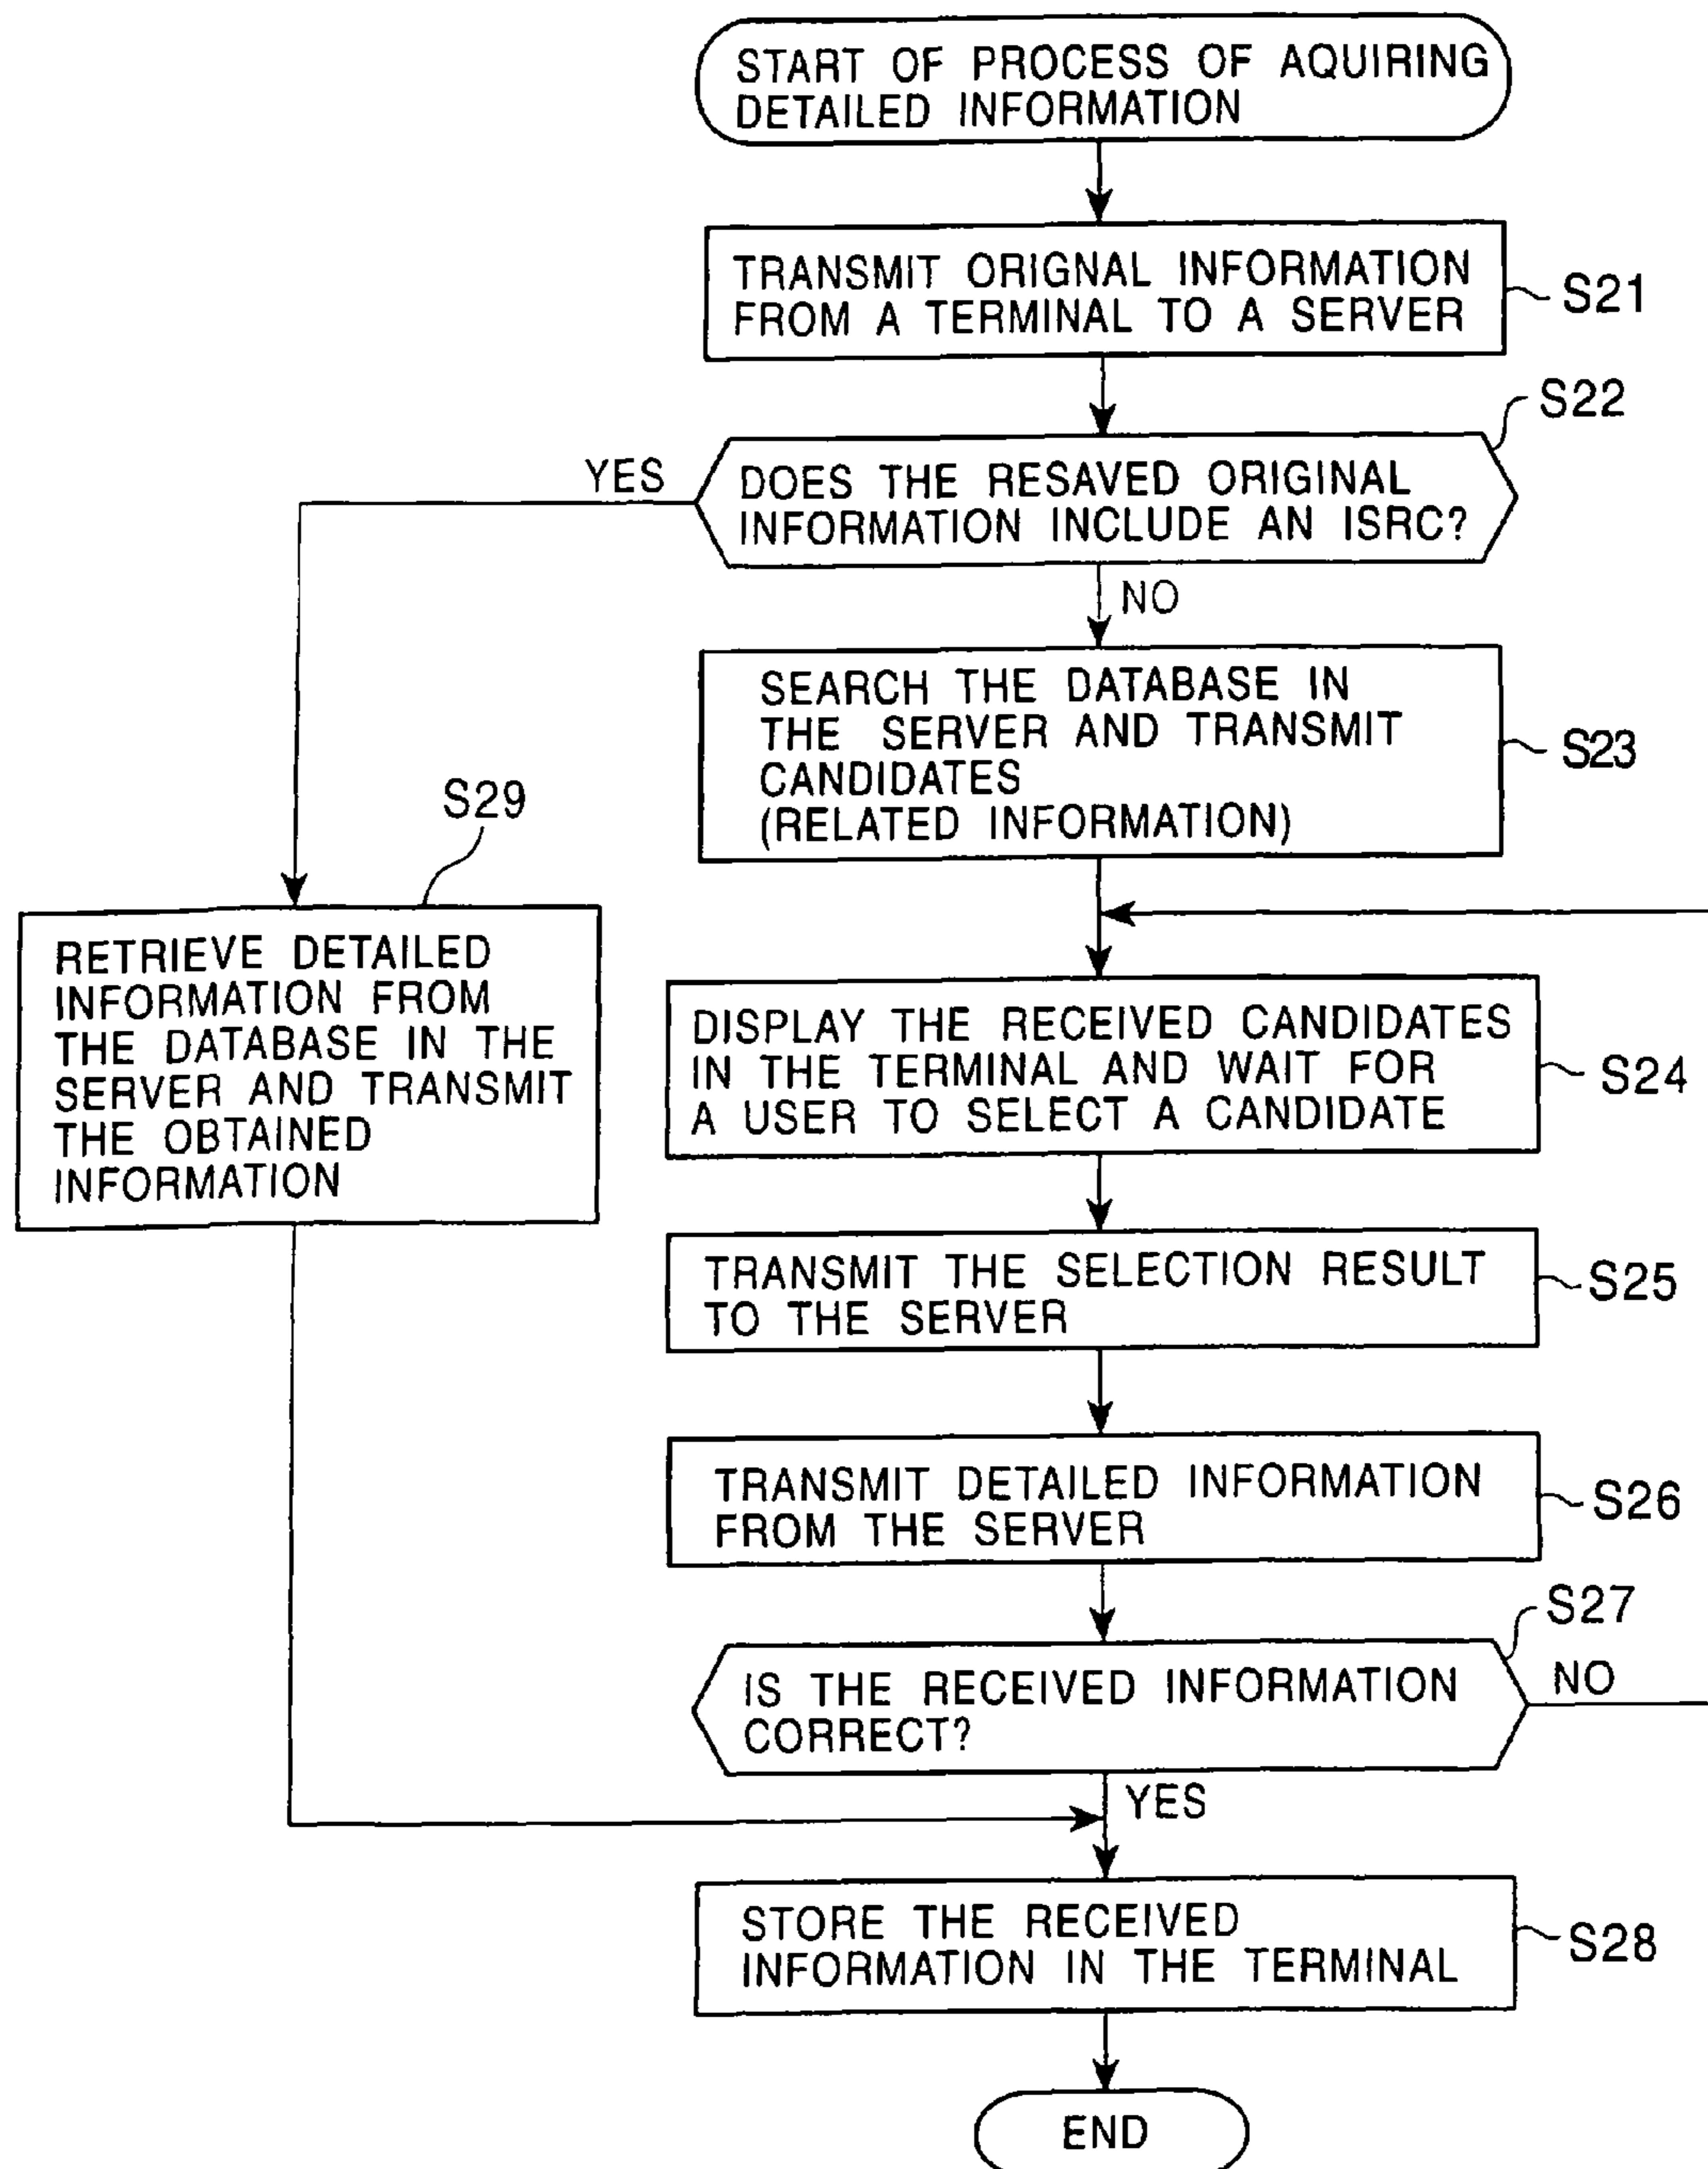 START OF PROCESS OF AQUIRING
DETAILED INFORMATION
TRANSMIT ORIGNAL INFORMATION
FROM A TERMINAL TO A SERVER
S21
S22
YES
DOES THE RESAVED ORIGINAL
INFORMATION INCLUDE AN ISRC?
NO
SEARCH THE DATABASE IN
THE SERVER AND TRANSMIT
CANDIDATES
(RELATED INFORMATION)
S23
S29
RETRIEVE DETAILED
INFORMATION FROM
THE DATABASE IN THE
SERVER AND TRANSMIT
THE OBTAINED
INFORMATION
DISPLAY THE RECEIVED CANDIDATES
IN THE TERMINAL AND WAIT FOR
A USER TO SELECT A CANDIDATE
S24
TRANSMIT THE SELECTION RESULT
TO THE SERVER
S25
TRANSMIT DETAILED INFORMATION
FROM THE SERVER
S26
S27
IS THE RECEIVED INFORMATION
CORRECT?
NO
YES
STORE THE RECEIVED
INFORMATION IN THE TERMINAL
S28
END